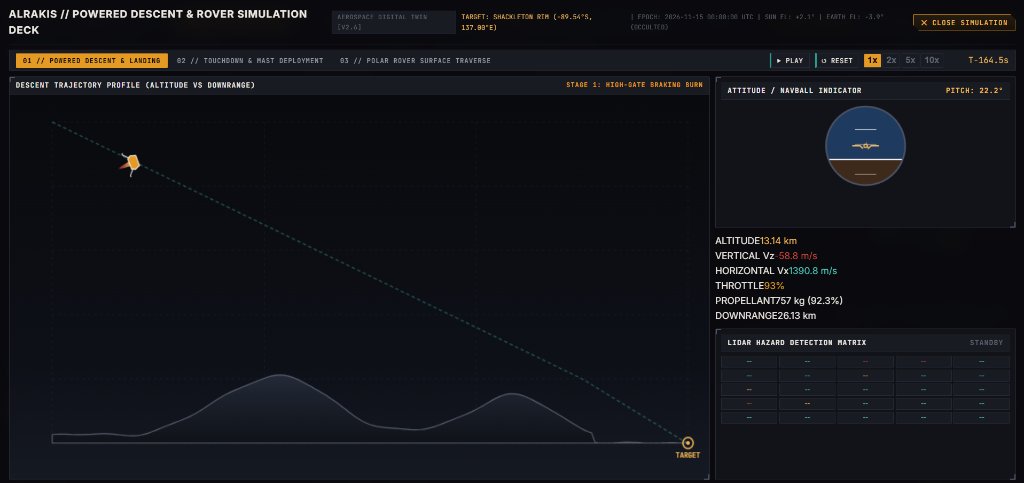 ALRAKIS // POWERED DESCENT & ROVER SIMULATION
DECK
AEROSPACE DIGITAL TWIN
[V2.6]
TARGET: SHACKLETON RIM (-89.54°S,
137.00°E)
| EPOCH: 2026-11-15 00:00:00 UTC | SUN EL: +2.1° | EARTH EL: -3.9°
(OCCULTED)
✕ CLOSE SIMULATION
01 // POWERED DESCENT & LANDING
02 // TOUCHDOWN & MAST DEPLOYMENT
03 // POLAR ROVER SURFACE TRAVERSE
▶ PLAY
↺ RESET
1x 2x 5x 10x
T-164.5s
DESCENT TRAJECTORY PROFILE (ALTITUDE VS DOWNRANGE)
STAGE 1: HIGH-GATE BRAKING BURN
TARGET
ATTITUDE / NAVBALL INDICATOR
PITCH: 22.2°
ALTITUDE13.14 km
VERTICAL Vz-58.8 m/s
HORIZONTAL Vx1390.8 m/s
THROTTLE93%
PROPELLANT757 kg (92.3%)
DOWNRANGE26.13 km
LIDAR HAZARD DETECTION MATRIX
STANDBY
-- -- -- -- --
-- -- -- -- --
-- -- -- -- --
-- -- -- -- --
-- -- -- -- --